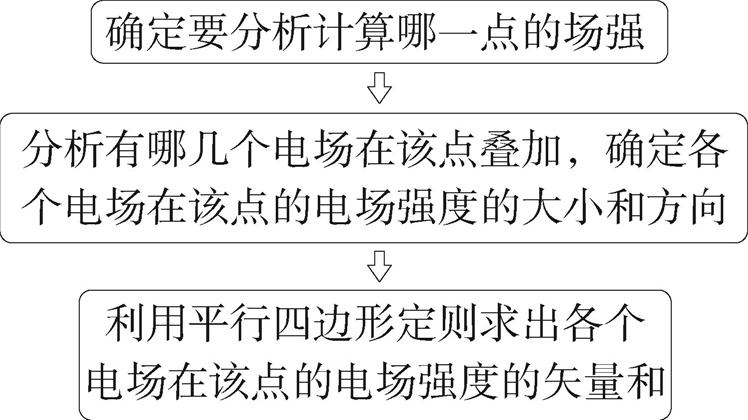 确定要分析计算哪一点的场强
分析有哪几个电场在该点叠加，确定各
个电场在该点的电场强度的大小和方向
利用平行四边形定则求出各个
电场在该点的电场强度的矢量和